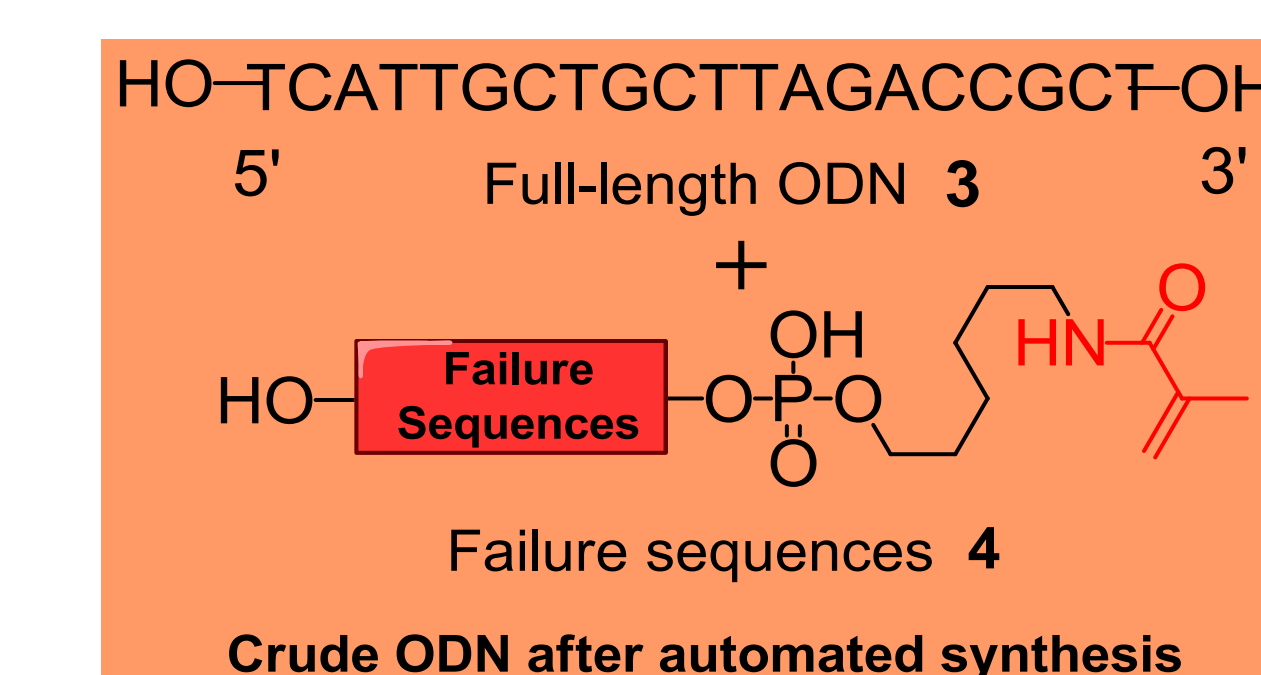 HO—TCATTGCTGCTTAGACCGCT—OH
5' 3'
Full-length ODN 3
+
O
OH
HN
HO Failure Sequences O-P-O
O
Failure sequences 4
Crude ODN after automated synthesis